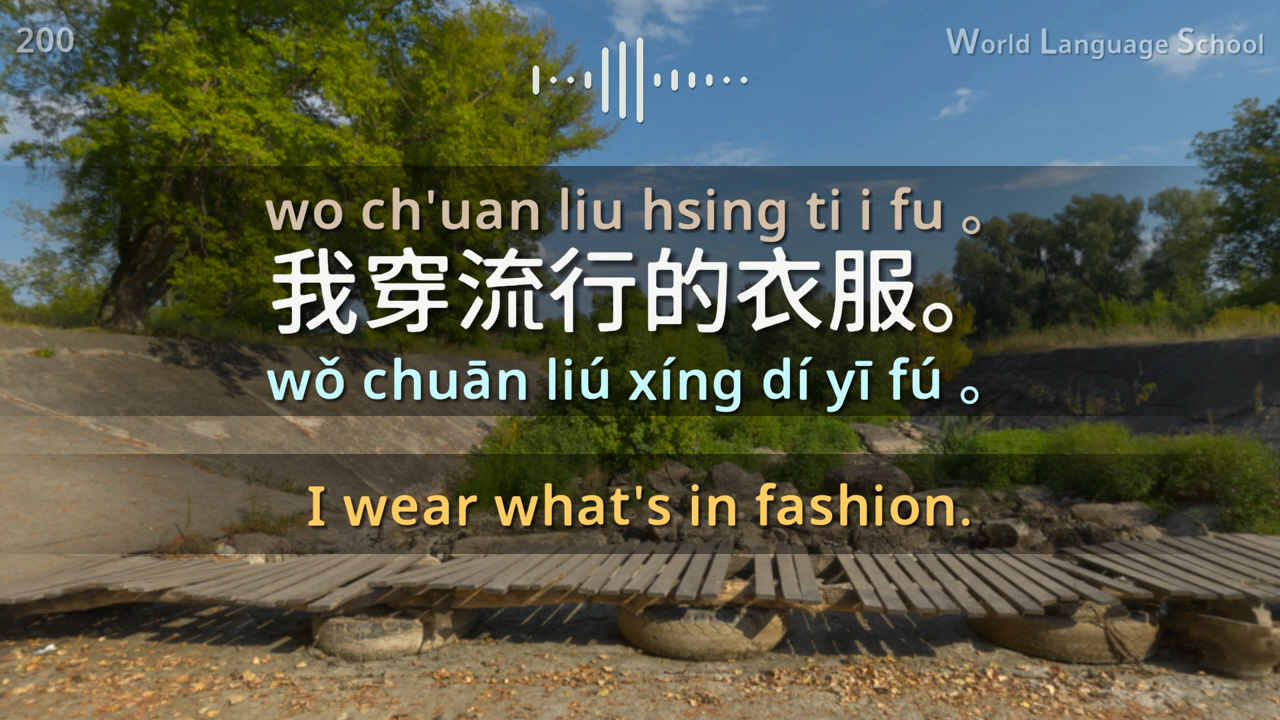 200
World Language School
wo ch'uan liu hsing ti i fu 。
我穿流行的衣服。
wǒ chuān liú xíng dí yī fú 。
I wear what's in fashion.